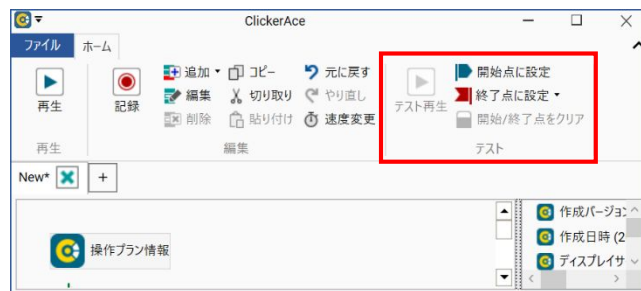 ClickerAce
ファイル ホーム
再生
記録
追加 コピー 元に戻す
編集 切り取り やり直し
削除 貼り付け 速度変更
テスト再生
開始点に設定
終了点に設定
開始/終了点をクリア
再生 編集 テスト
New*
操作プラン情報
作成バージョン
作成日時 (2
ディスプレイサ